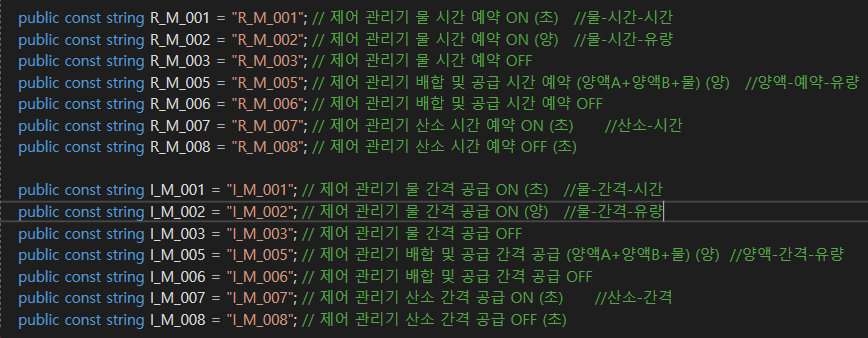 public const string R_M_001 = "R_M_001"; // 제어 관리기 물 시간 예약 ON (초) //물-시간-시간
public const string R_M_002 = "R_M_002"; // 제어 관리기 물 시간 예약 ON (양) //물-시간-유량
public const string R_M_003 = "R_M_003"; // 제어 관리기 물 시간 예약 OFF
public const string R_M_005 = "R_M_005"; // 제어 관리기 배합 및 공급 시간 예약 (양액A+양액B+물) (양) //양액-예약-유량
public const string R_M_006 = "R_M_006"; // 제어 관리기 배합 및 공급 시간 예약 OFF
public const string R_M_007 = "R_M_007"; // 제어 관리기 산소 시간 예약 ON (초) //산소-시간
public const string R_M_008 = "R_M_008"; // 제어 관리기 산소 시간 예약 OFF (초)
public const string I_M_001 = "I_M_001"; // 제어 관리기 물 간격 공급 ON (초) //물-간격-시간
public const string I_M_002 = "I_M_002"; // 제어 관리기 물 간격 공급 ON (양) //물-간격-유량
public const string I_M_003 = "I_M_003"; // 제어 관리기 물 간격 공급 OFF
public const string I_M_005 = "I_M_005"; // 제어 관리기 배합 및 공급 간격 공급 (양액A+양액B+물) (양) //양액-간격-유량
public const string I_M_006 = "I_M_006"; // 제어 관리기 배합 및 공급 간격 공급 OFF
public const string I_M_007 = "I_M_007"; // 제어 관리기 산소 간격 공급 ON (초) //산소-간격
public const string I_M_008 = "I_M_008"; // 제어 관리기 산소 간격 공급 OFF (초)